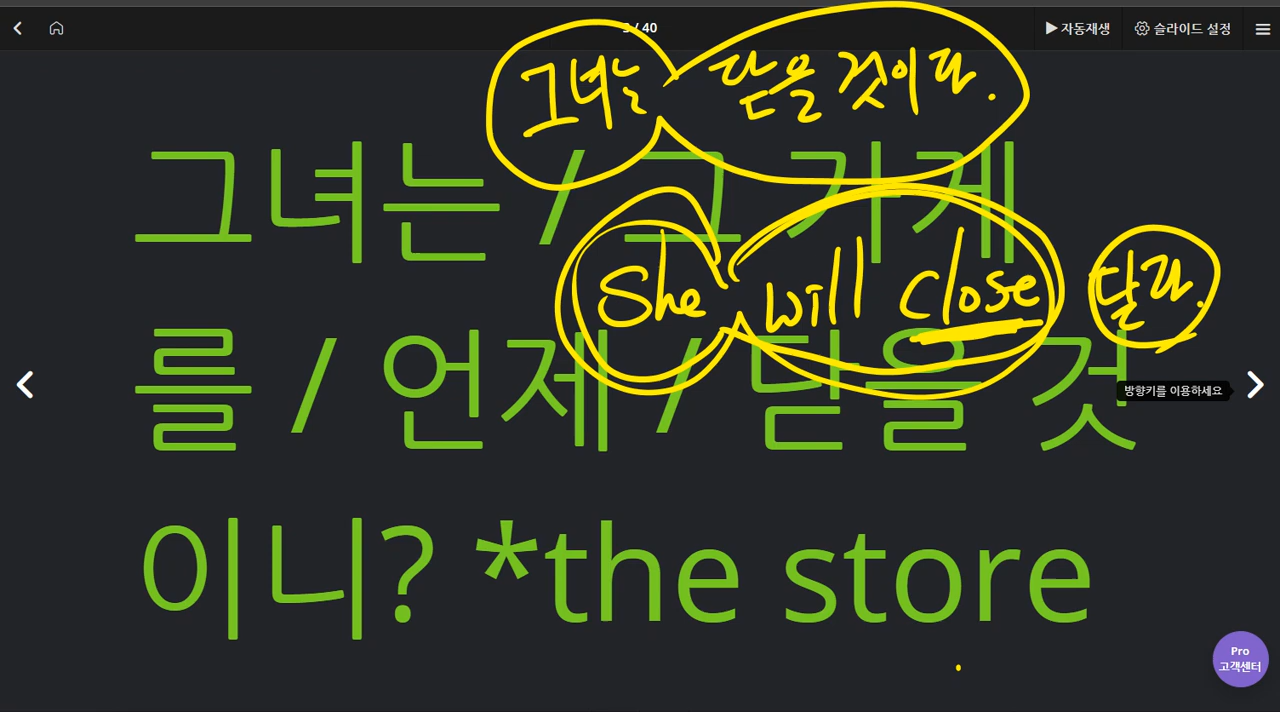 3 / 40
자동재생
슬라이드 설정
그녀는 닫을 것이다.
그녀는 / 그 가게
She will close
닫다.
를 / 언제 / 닫을 것
방향키를 이용하세요
이니? *the store
Pro
고객센터